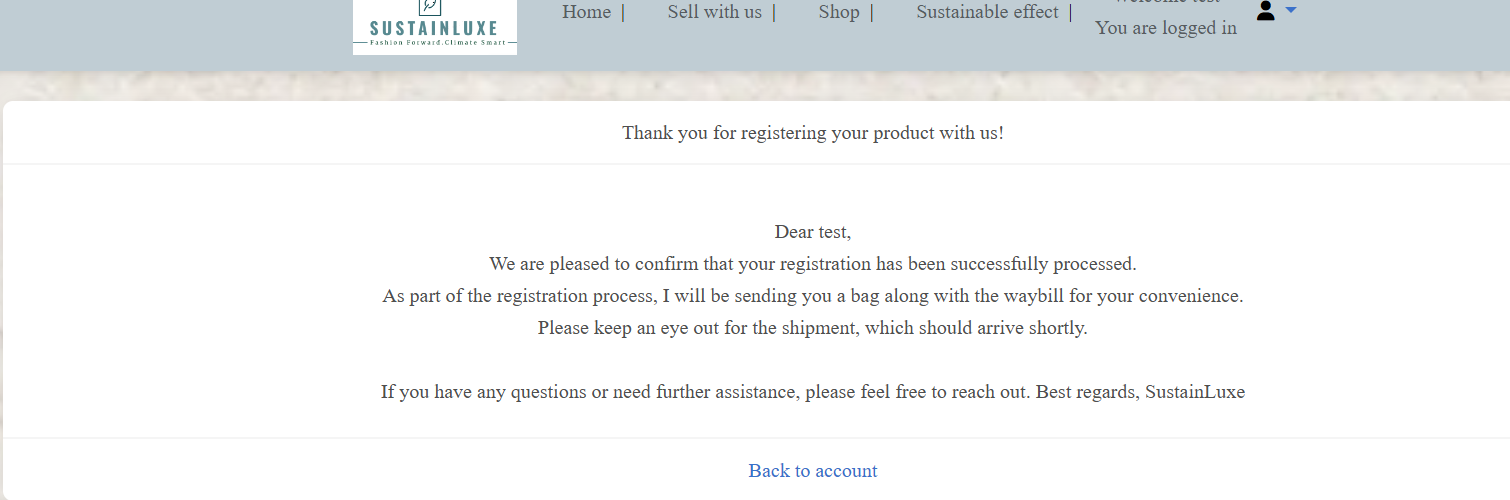 SUSTAINLUXE
Fashion Forward.Climate Smart
Home |
Sell with us |
Shop |
Sustainable effect |
You are logged in
Thank you for registering your product with us!
Dear test,
We are pleased to confirm that your registration has been successfully processed.
As part of the registration process, I will be sending you a bag along with the waybill for your convenience.
Please keep an eye out for the shipment, which should arrive shortly.
If you have any questions or need further assistance, please feel free to reach out. Best regards, SustainLuxe
Back to account